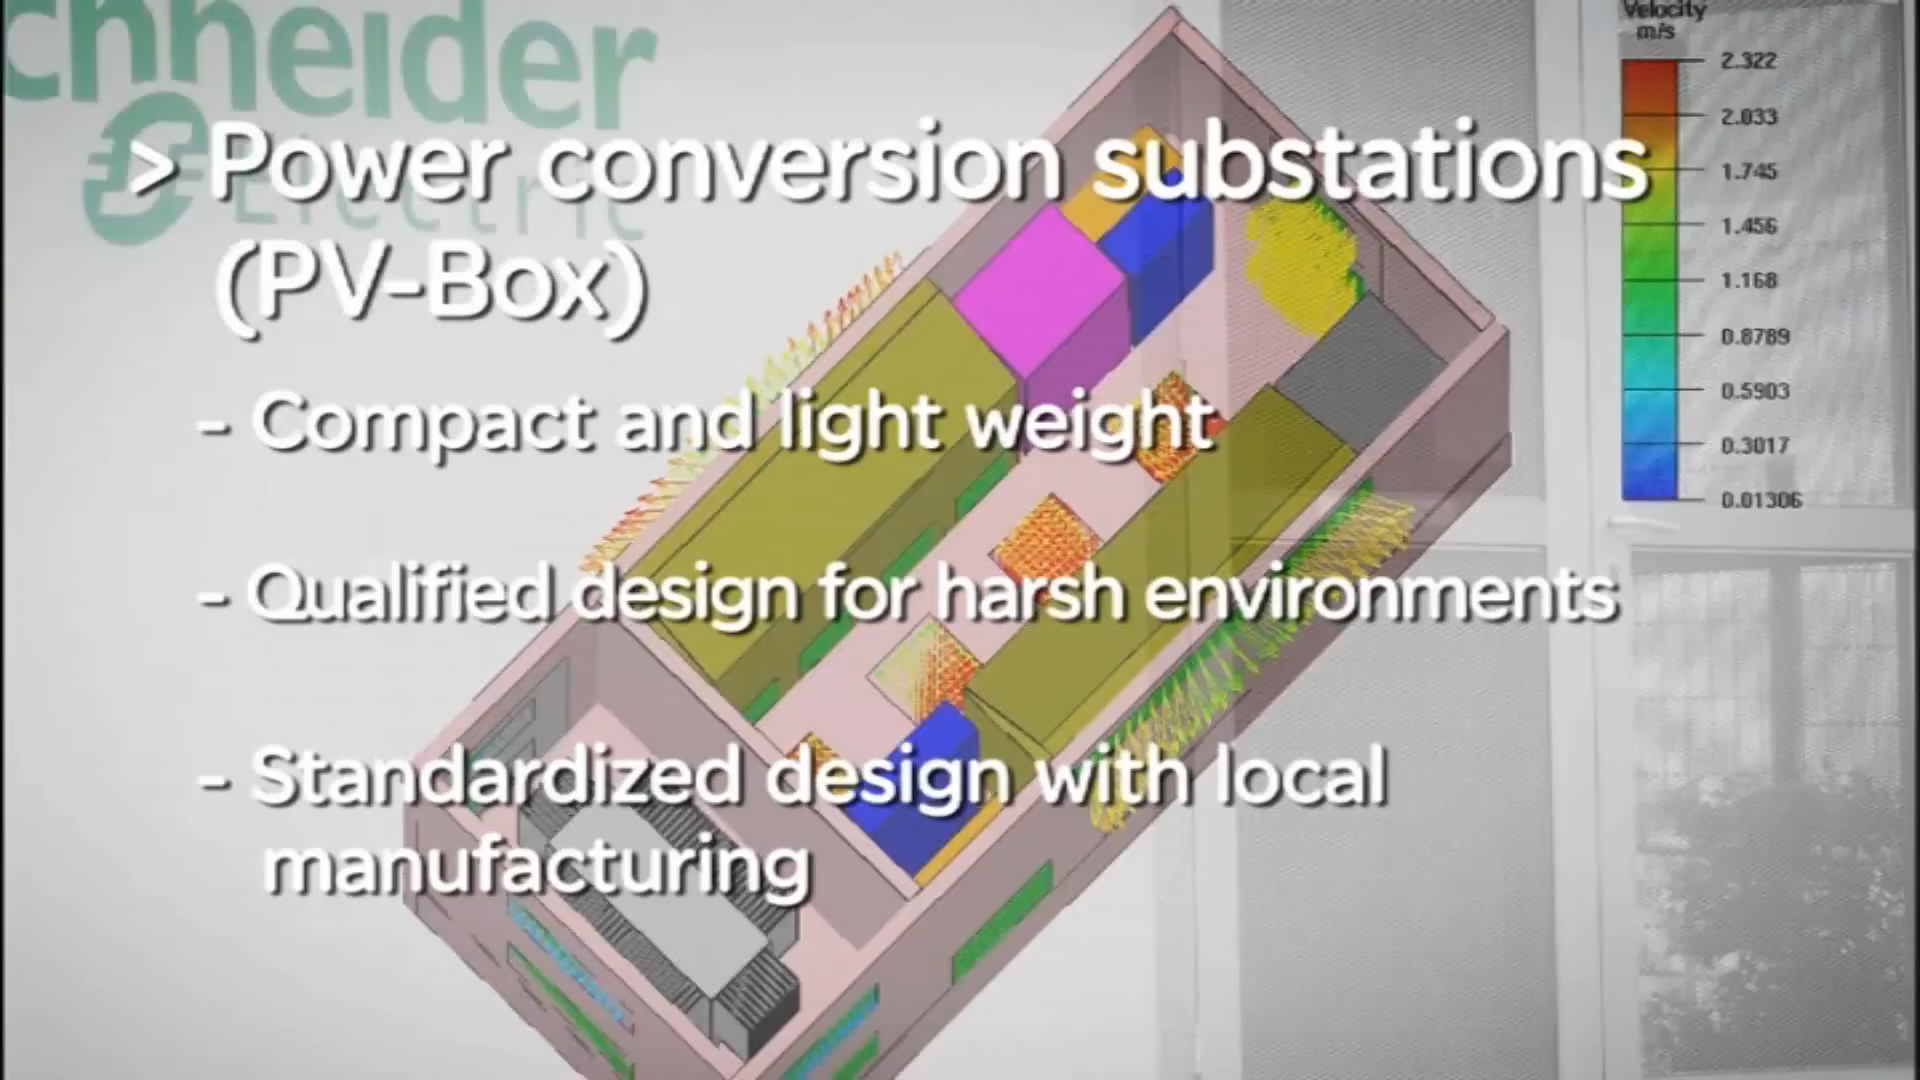 chneider
Electric
> Power conversion substations
(PV-Box)
- Compact and light weight
- Qualified design for harsh environments
- Standardized design with local
manufacturing
Velocity
m/s
2.322
2.033
1.745
1.456
1.168
0.8789
0.5903
0.3017
0.01306